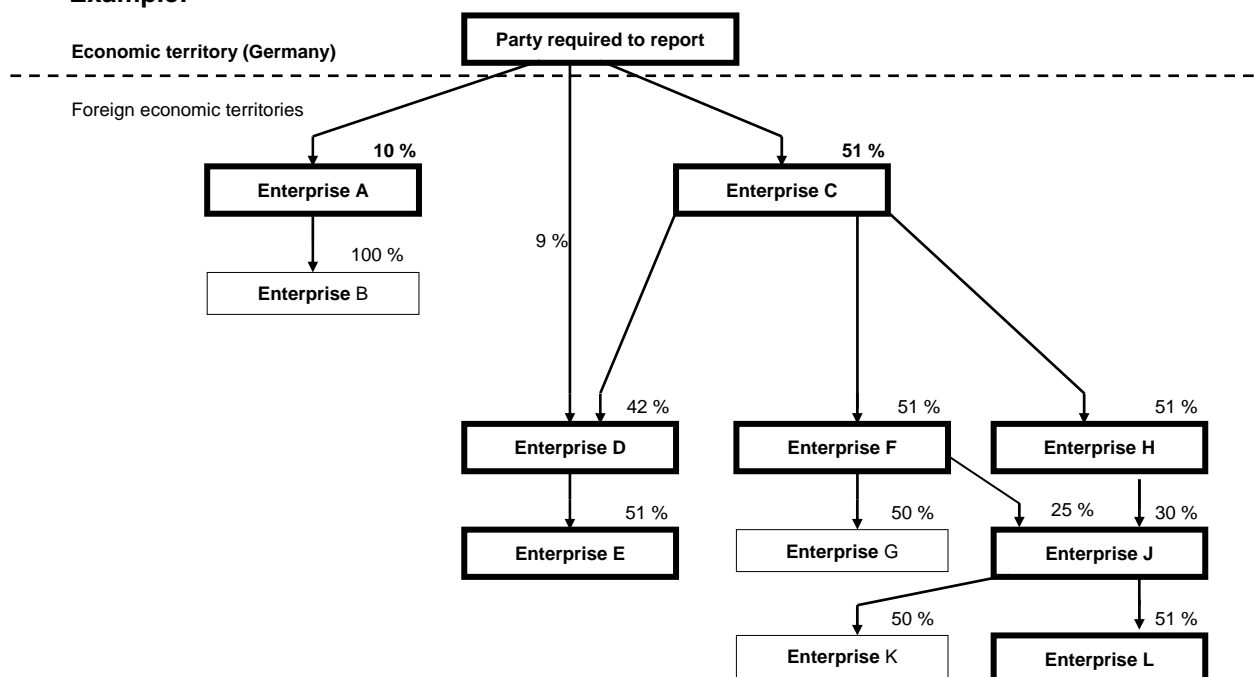 Example:
Party required to report
Economic territory (Germany)
Foreign economic territories
10 %
51 %
Enterprise A
Enterprise C
9 %
100 %
Enterprise B
42 %
51 %
51 %
Enterprise D
Enterprise F
Enterprise H
51 %
50 %
25 %
30 %
Enterprise E
Enterprise G
Enterprise J
50 %
51 %
Enterprise K
Enterprise L